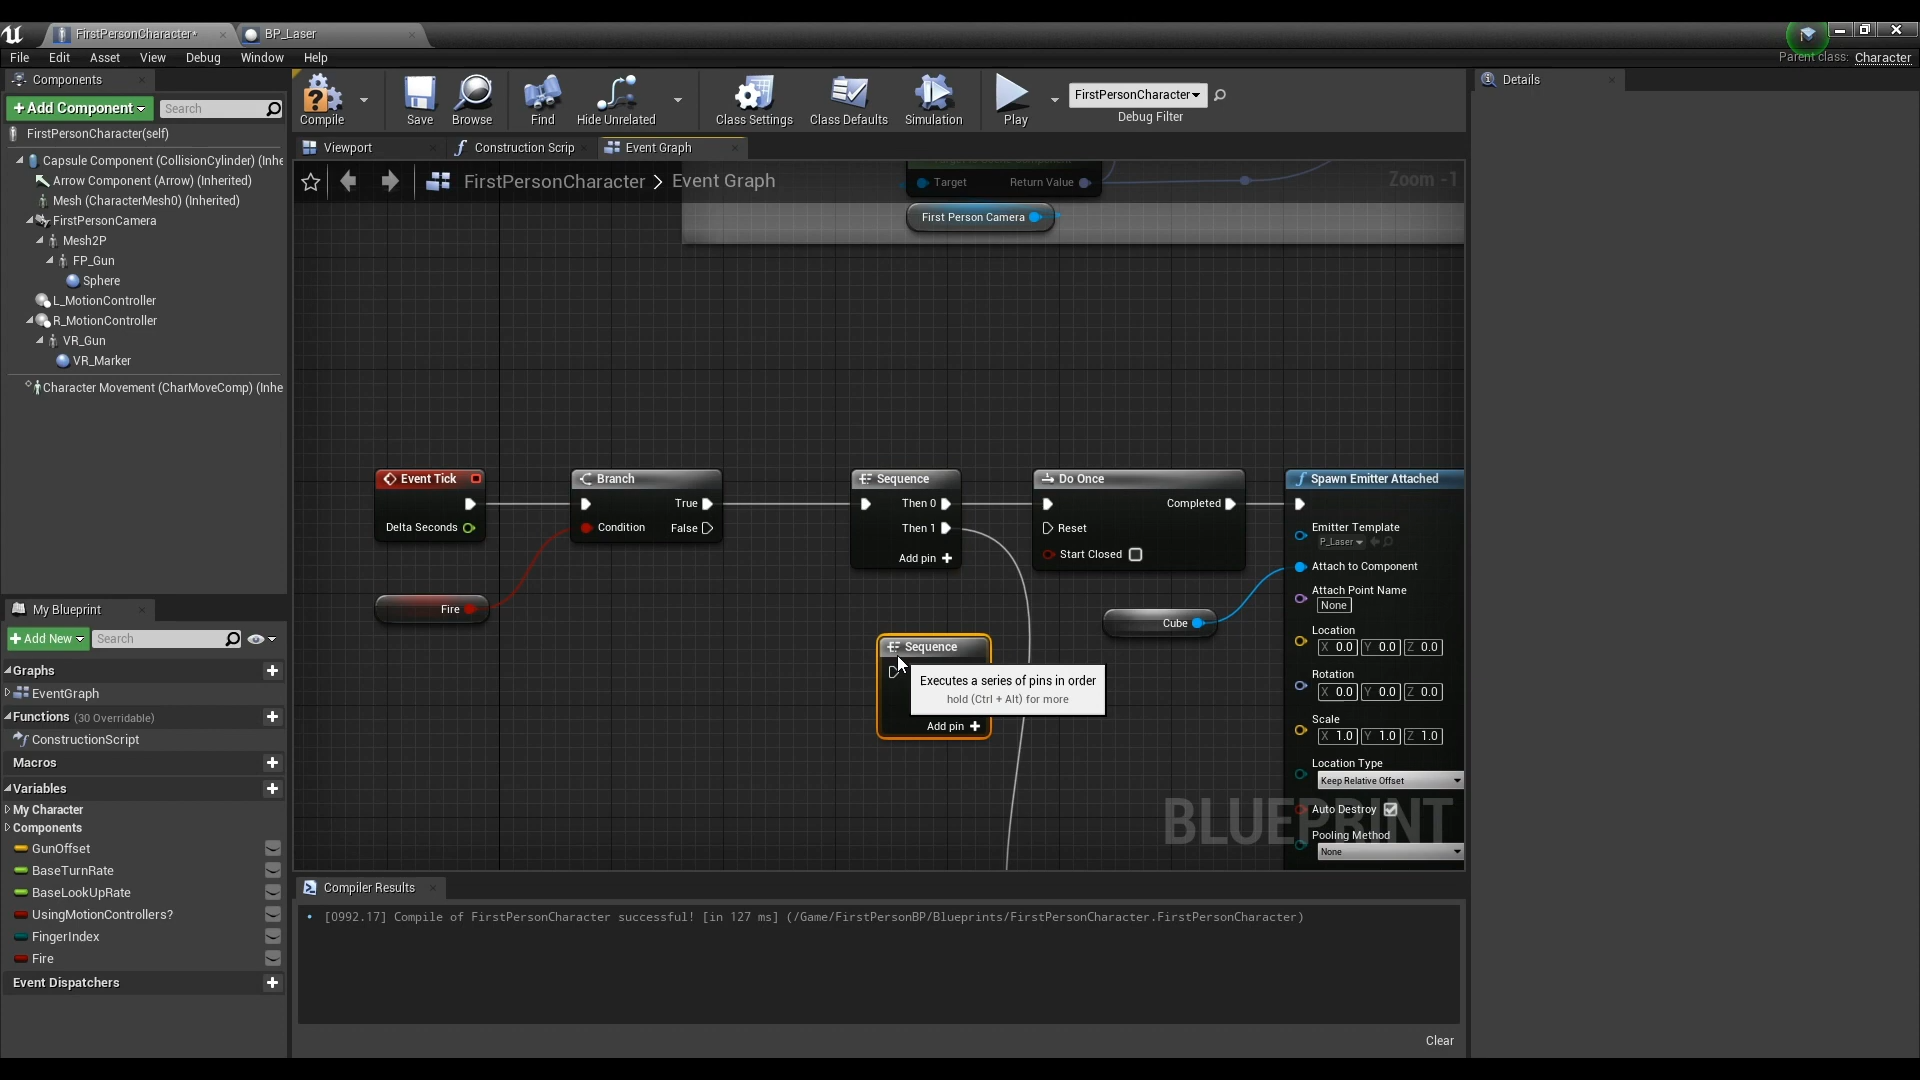 FirstPersonCharacter*
BP_Laser
File Edit Asset View Debug Window Help
Parent class: Character
Components
+ Add Component
Search
FirstPersonCharacter(self)
Capsule Component (CollisionCylinder) (Inhe
Arrow Component (Arrow) (Inherited)
Mesh (CharacterMesh0) (Inherited)
FirstPersonCamera
Mesh2P
FP_Gun
Sphere
L_MotionController
R_MotionController
VR_Gun
VR_Marker
Character Movement (CharMoveComp) (Inhe
Compile
Save
Browse
Find
Hide Unrelated
Class Settings
Class Defaults
Simulation
Play
FirstPersonCharacter
Debug Filter
Details
Viewport
Construction Scrip
Event Graph
FirstPersonCharacter > Event Graph
Zoom -1
Target Return Value
First Person Camera
Event Tick
Delta Seconds
Fire
Branch
True
Condition False
Sequence
Then 0
Then 1
Add pin +
Do Once
Completed
Reset
Start Closed
Cube
Sequence
Executes a series of pins in order
hold (Ctrl + Alt) for more
Add pin +
Spawn Emitter Attached
Emitter Template
P_Laser
Attach to Component
Attach Point Name
None
Location
X 0.0 Y 0.0 Z 0.0
Rotation
X 0.0 Y 0.0 Z 0.0
Scale
X 1.0 Y 1.0 Z 1.0
Location Type
Keep Relative Offset
Auto Destroy
Pooling Method
None
BLUEPRINT
My Blueprint
+ Add New
Search
Graphs
EventGraph
Functions (30 Overridable)
ConstructionScript
Macros
Variables
My Character
Components
GunOffset
BaseTurnRate
BaseLookUpRate
UsingMotionControllers?
FingerIndex
Fire
Event Dispatchers
Compiler Results
• [0992.17] Compile of FirstPersonCharacter successful! [in 127 ms] (/Game/FirstPersonBP/Blueprints/FirstPersonCharacter.FirstPersonCharacter)
Clear